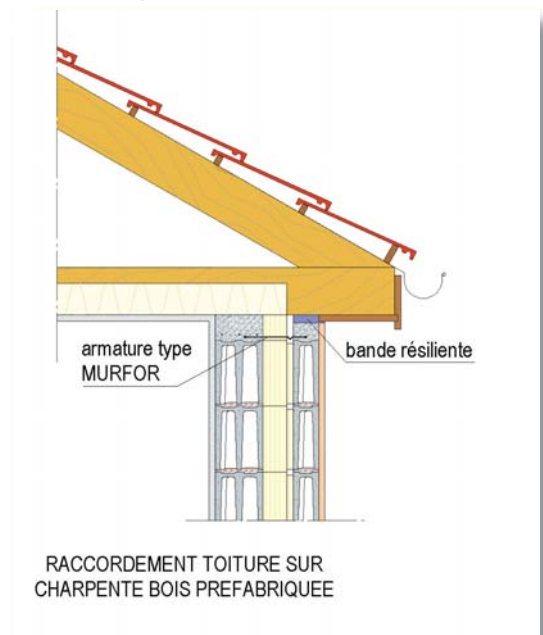 armature type
MURFOR
bande résiliente
RACCORDEMENT TOITURE SUR
CHARPENTE BOIS PREFABRIQUEE